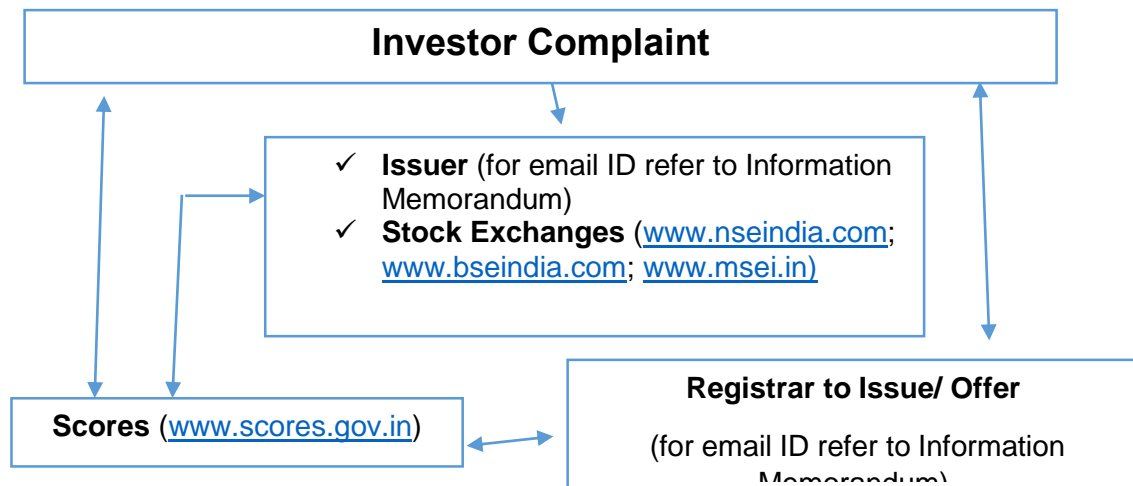 Investor Complaint
✓ Issuer (for email ID refer to Information
Memorandum)
✓ Stock Exchanges (www.nseindia.com;
www.bseindia.com; www.msei.in)
Registrar to Issue/ Offer
Scores (www.scores.gov.in)
(for email ID refer to Information
Memorandum)